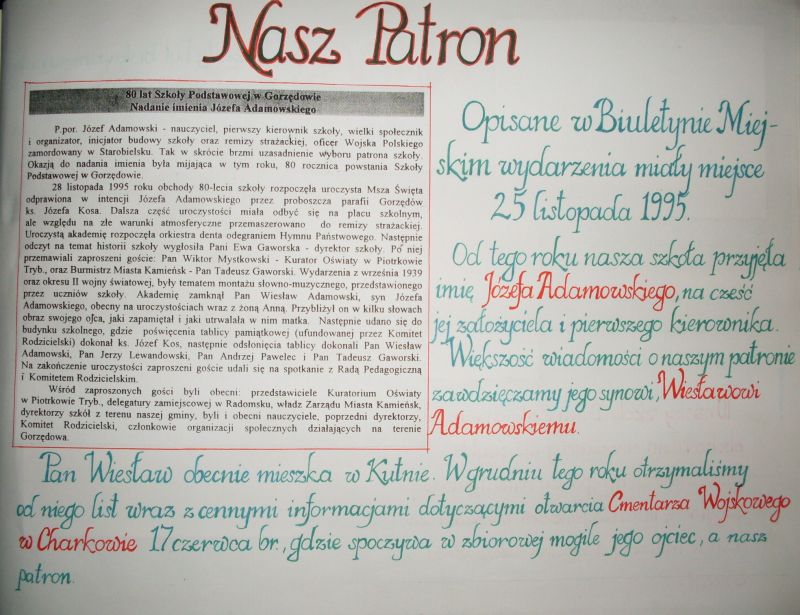 Nasz Patron
80 lat Szkoły Podstawowej w Gorzędowie
Nadanie imienia Józefa Adamowskiego
P.por. Józef Adamowski - nauczyciel, pierwszy kierownik szkoły, wielki społecznik
i organizator, inicjator budowy szkoły oraz remizy strażackiej, oficer Wojska Polskiego
zamordowany w Starobielsku. Tak w skrócie brzmi uzasadnienie wyboru patrona szkoły.
Okazją do nadania imienia była mijająca w tym roku, 80 rocznica powstania Szkoły
Podstawowej w Gorzędowie.
28 listopada 1995 roku obchody 80-lecia szkoły rozpoczęła uroczysta Msza Święta
odprawiona w intencji Józefa Adamowskiego przez proboszcza parafii Gorzędów
ks. Józefa Kosa. Dalsza część uroczystości miała odbyć się na placu szkolnym,
ale względu na złe warunki atmosferyczne przemaszerowano do remizy strażackiej.
Uroczystą akademię rozpoczęła orkiestra denta odegraniem Hymnu Państwowego. Następnie
odczyt na temat historii szkoły wygłosiła Pani Ewa Gaworska - dyrektor szkoły. Po niej
przemawiali zaproszeni goście: Pan Wiktor Mystkowski - Kurator Oświaty w Piotrkowie
Tryb., oraz Burmistrz Miasta Kamieńsk - Pan Tadeusz Gaworski. Wydarzenia z września 1939
oraz okresu II wojny światowej, były tematem montażu słowno-muzycznego, przedstawionego
przez uczniów szkoły. Akademię zamknął Pan Wiesław Adamowski, syn Józefa
Adamowskiego, obecny na uroczystościach wraz z żoną Anną. Przybliżył on w kilku słowach
obraz swojego ojca, jaki zapamiętał i jaki utrwalała w nim matka. Następnie udano się do
budynku szkolnego, gdzie poświęcenia tablicy pamiątkowej (ufundowanej przez Komitet
Rodzicielski) dokonał ks. Józef Kos, następnie odsłonięcia tablicy dokonali Pan Wiesław
Adamowski, Pan Jerzy Lewandowski, Pan Andrzej Pawelec i Pan Tadeusz Gaworski.
Na zakończenie uroczystości zaproszeni goście udali się na spotkanie z Radą Pedagogiczną
i Komitetem Rodzicielskim.
Wśród zaproszonych gości byli obecni: przedstawiciele Kuratorium Oświaty
w Piotrkowie Tryb., delegatury zamiejscowej w Radomsku, władz Zarządu Miasta Kamieńsk,
dyrektorzy szkół z terenu naszej gminy, byli i obecni nauczyciele, poprzedni dyrektorzy,
Komitet Rodzicielski, członkowie organizacji społecznych działających na terenie
Gorzędowa.
Opisane w Biuletynie Miej-
skim wydarzenia miały miejsce
25 listopada 1995.
Od tego roku nasza szkoła przyjęła
imię Józefa Adamowskiego, na cześć
jej założyciela i pierwszego kierownika.
Większość wiadomości o naszym patronie
zawdzięczamy jego synowi, Wiesławowi
Adamowskiemu.
Pan Wiesław obecnie mieszka w Kutnie. W grudniu tego roku otrzymaliśmy
od niego list wraz z cennymi informacjami dotyczącymi otwarcia Cmentarza Wojskowego
w Charkowie 17 czerwca br., gdzie spoczywa w zbiorowej mogile jego ojciec, a nasz
patron.